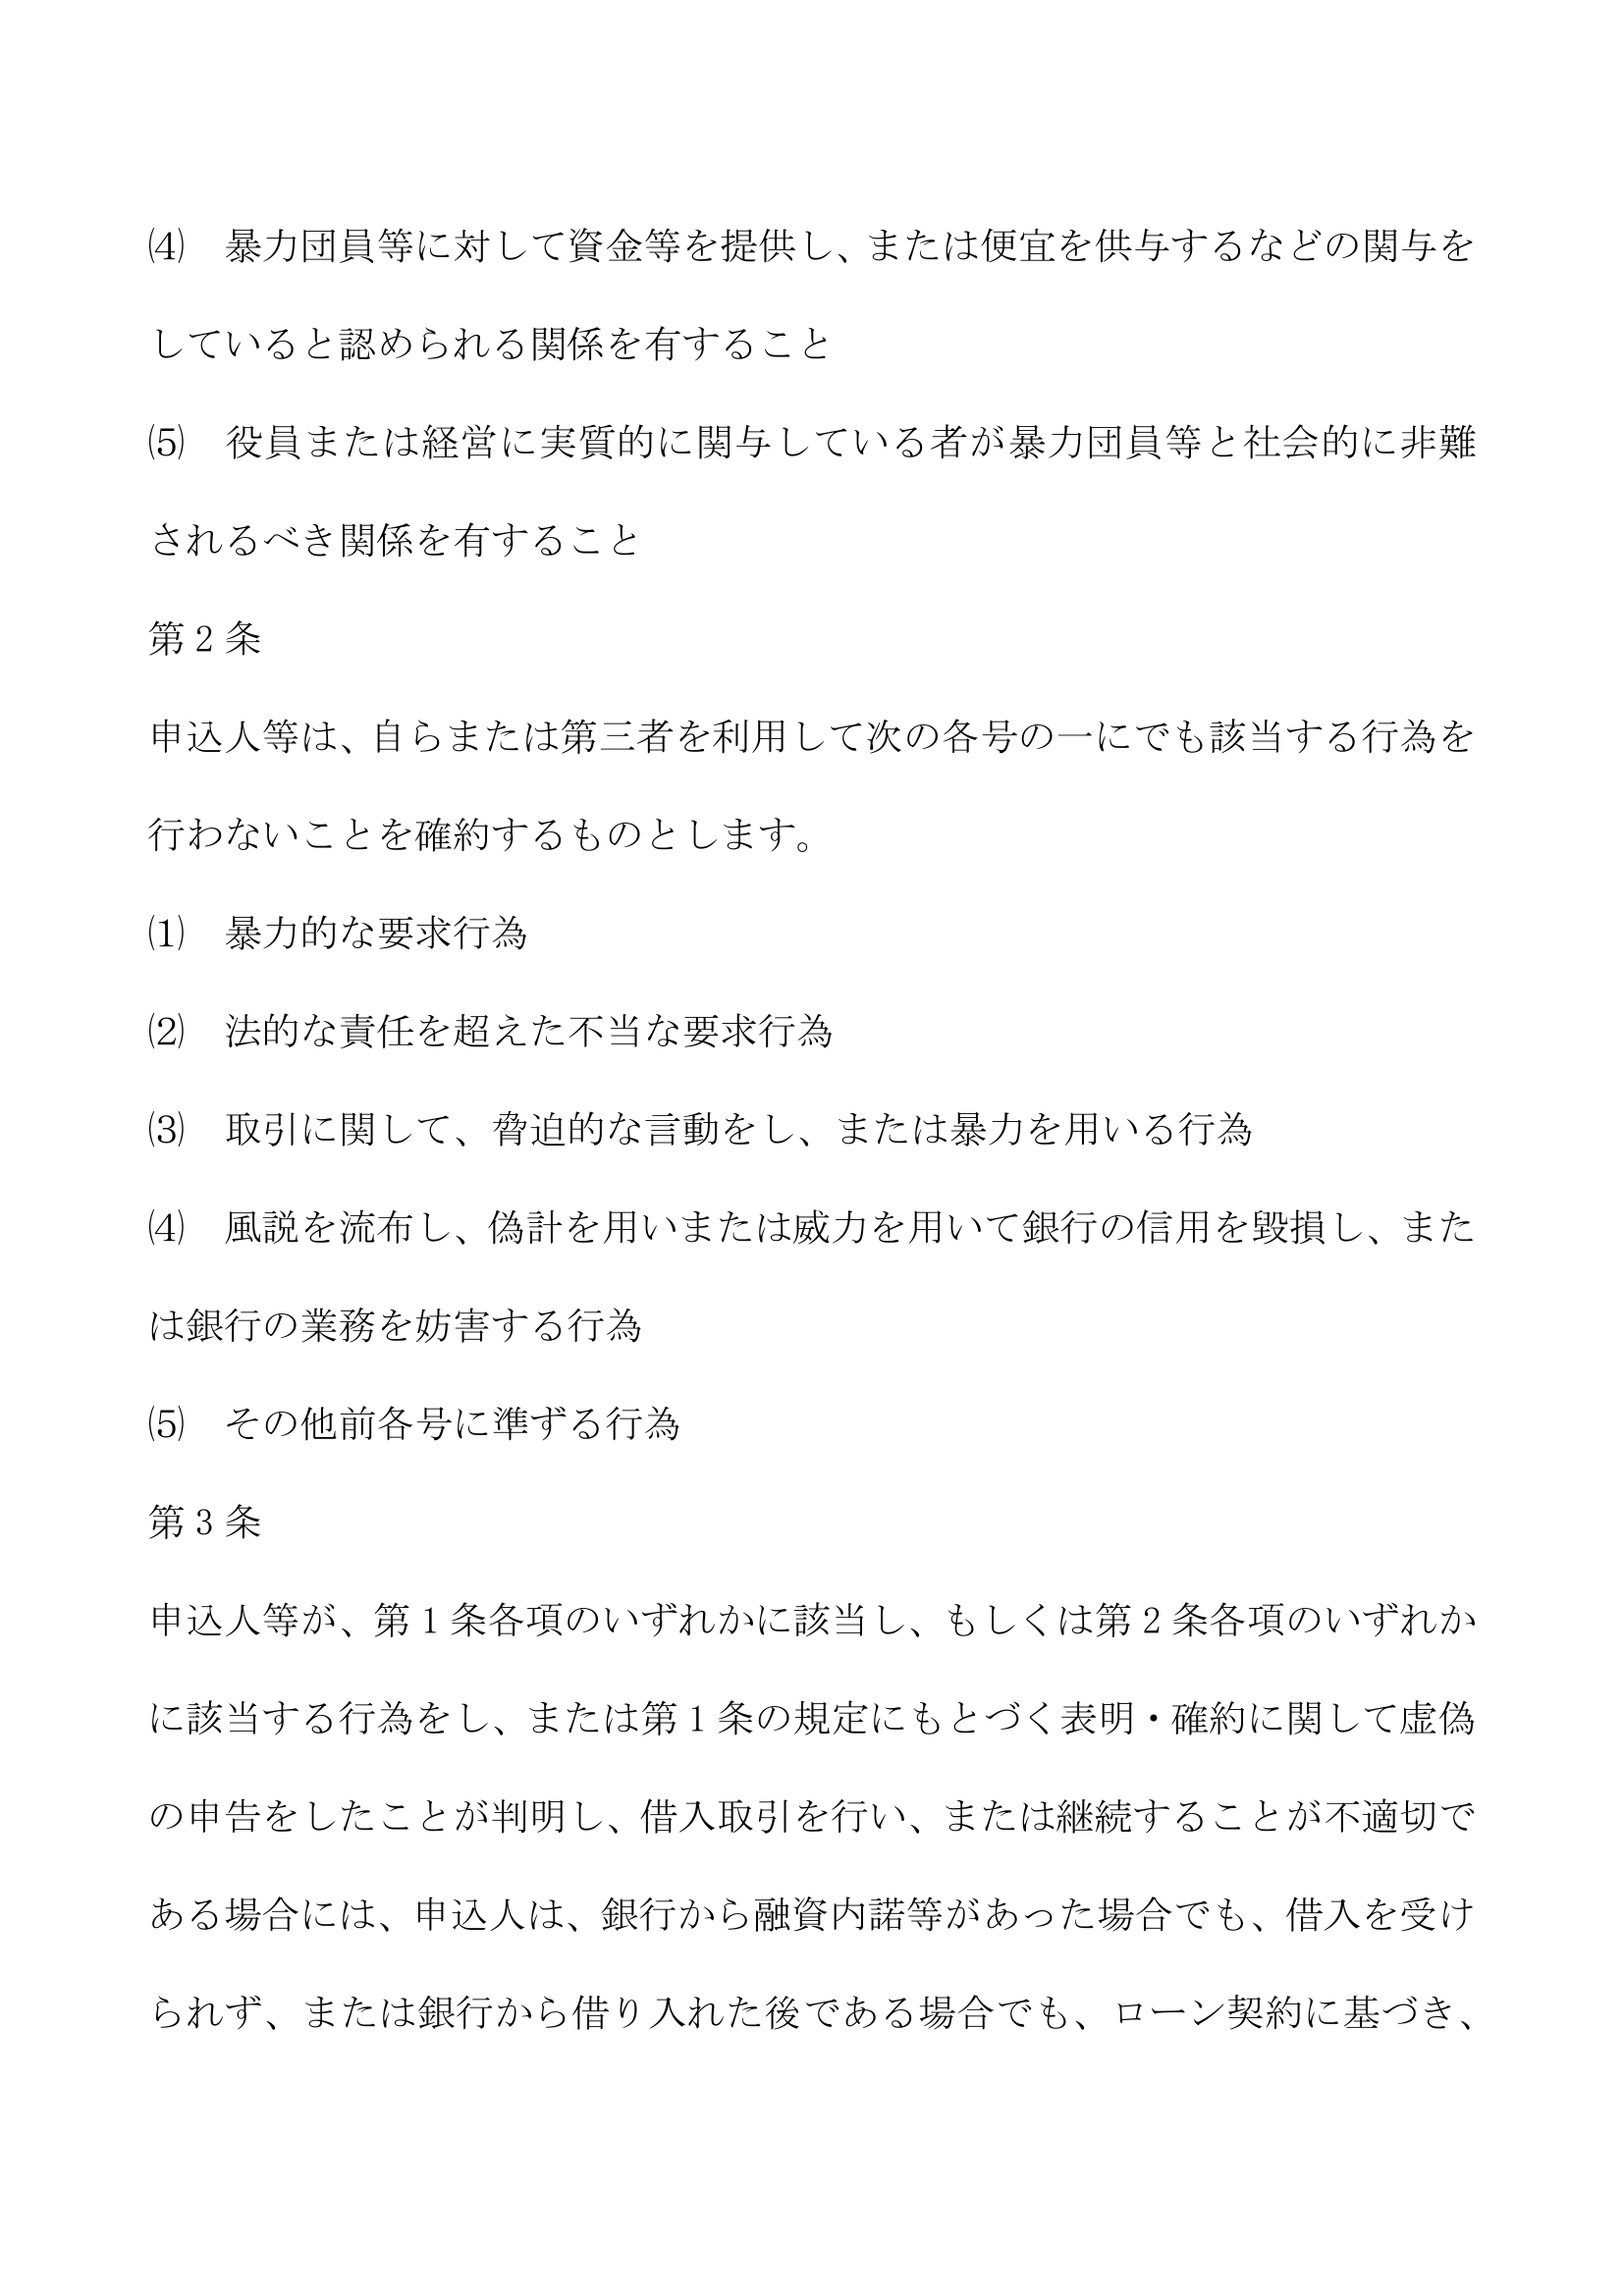 ⑷　暴力団員等に対して資金等を提供し、または便宜を供与するなどの関与を
していると認められる関係を有すること
⑸　役員または経営に実質的に関与している者が暴力団員等と社会的に非難
されるべき関係を有すること
第 2 条
申込人等は、自らまたは第三者を利用して次の各号の一にでも該当する行為を
行わないことを確約するものとします。
⑴　暴力的な要求行為
⑵　法的な責任を超えた不当な要求行為
⑶　取引に関して、脅迫的な言動をし、または暴力を用いる行為
⑷　風説を流布し、偽計を用いまたは威力を用いて銀行の信用を毀損し、また
は銀行の業務を妨害する行為
⑸　その他前各号に準ずる行為
第 3 条
申込人等が、第 1 条各項のいずれかに該当し、もしくは第 2 条各項のいずれか
に該当する行為をし、または第 1 条の規定にもとづく表明・確約に関して虚偽
の申告をしたことが判明し、借入取引を行い、または継続することが不適切で
ある場合には、申込人は、銀行から融資内諾等があった場合でも、借入を受け
られず、または銀行から借り入れた後である場合でも、ローン契約に基づき、